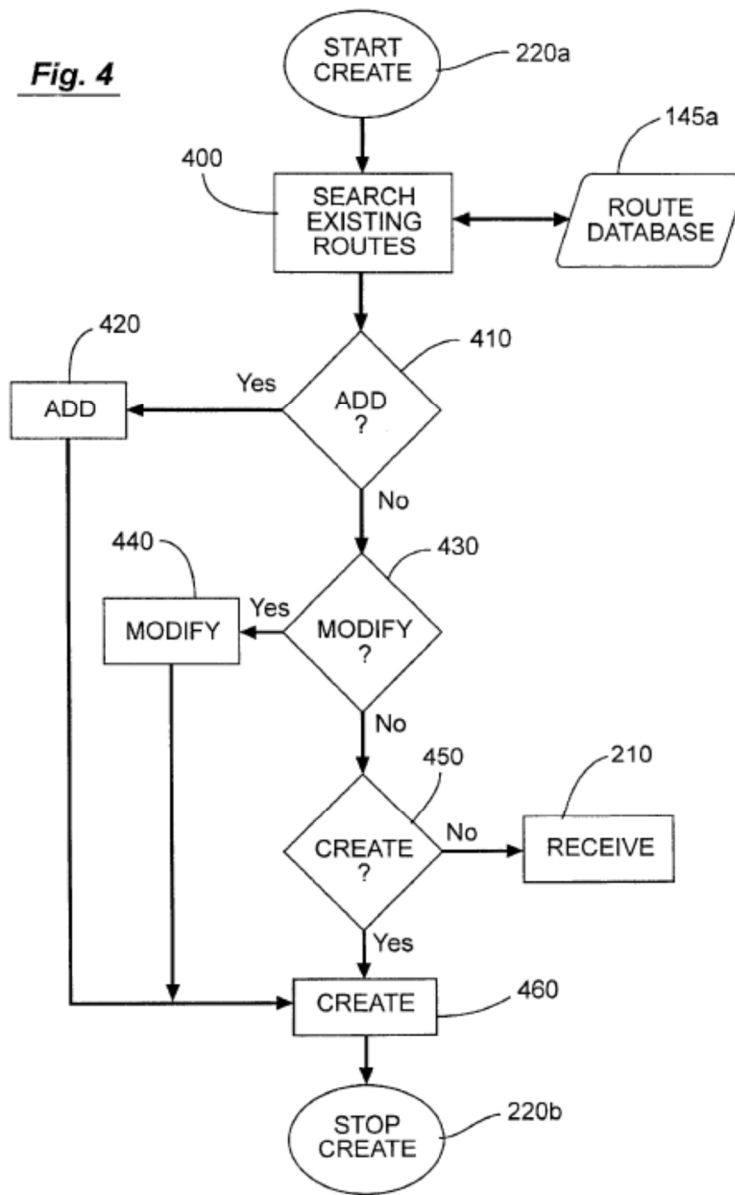 Fig. 4
START
CREATE
220a
145a
400
SEARCH
EXISTING
ROUTES
ROUTE
DATABASE
420
410
Yes
ADD
ADD
?
No
440
430
Yes
MODIFY
MODIFY
?
No
450
210
CREATE
?
No
RECEIVE
Yes
CREATE
460
STOP
CREATE
220b